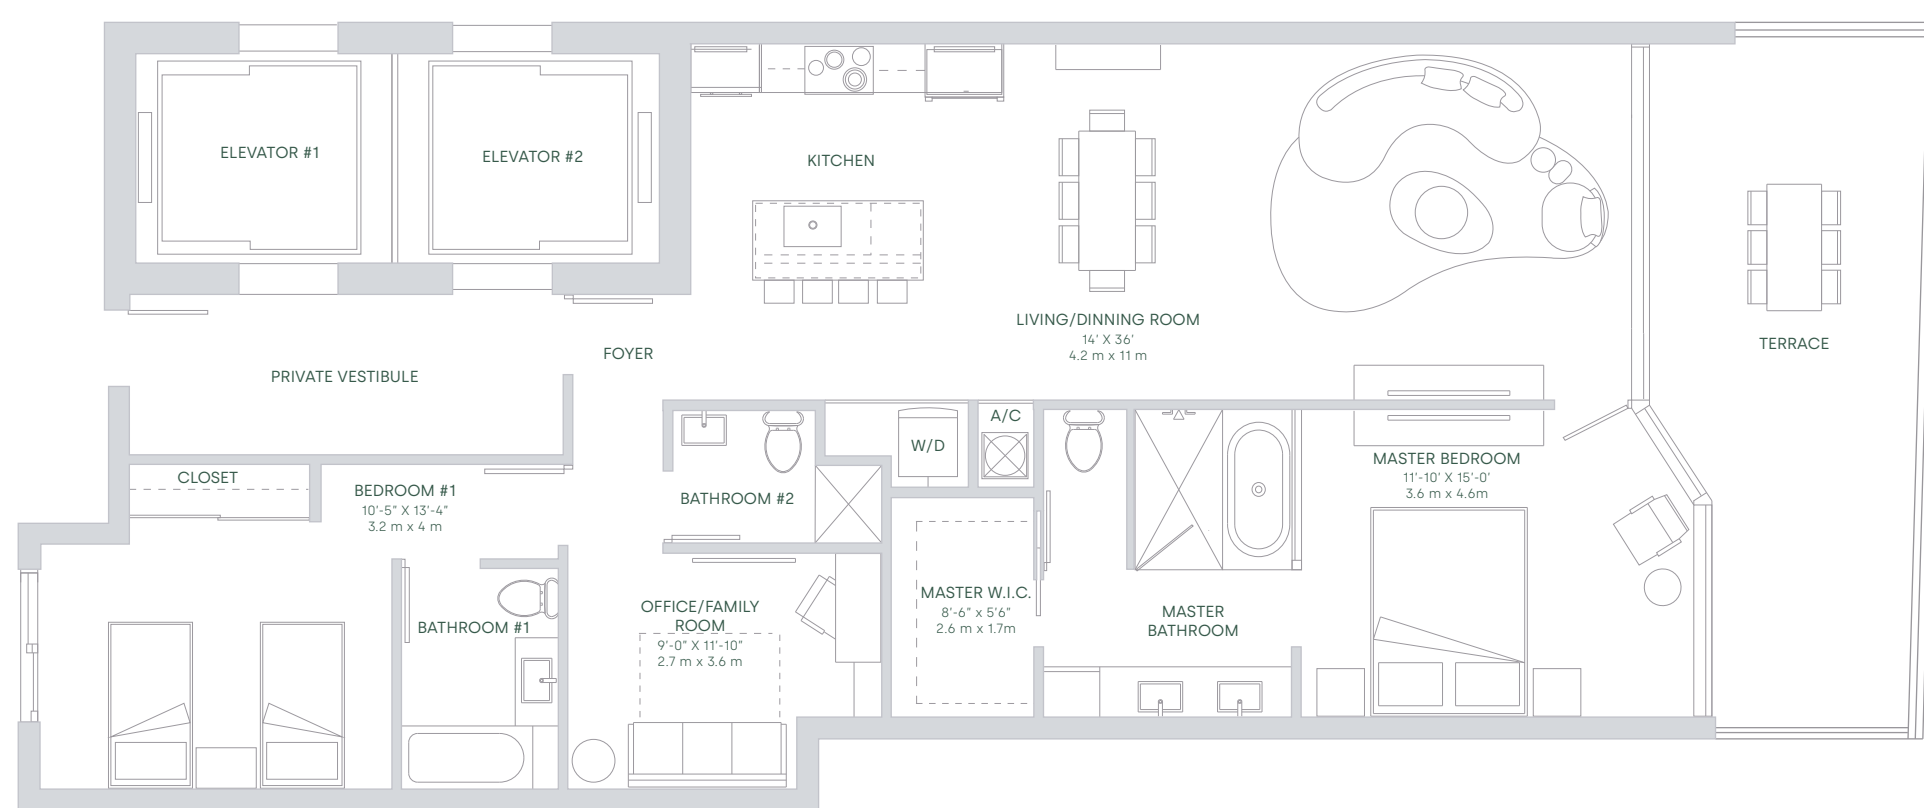 ELEVATOR #1
ELEVATOR #2
KITCHEN
LIVING/DINNING ROOM
14' X 36'
4.2 m x 11 m
TERRACE
FOYER
PRIVATE VESTIBULE
A/C
W/D
CLOSET
BEDROOM #1
10'-5" X 13'-4"
3.2 m x 4 m
BATHROOM #2
MASTER BEDROOM
11'-10' X 15'-0'
3.6 m x 4.6m
BATHROOM #1
OFFICE/FAMILY
ROOM
9'-0" X 11'-10"
2.7 m x 3.6 m
MASTER W.I.C.
8'-6" x 5'6"
2.6 m x 1.7m
MASTER
BATHROOM